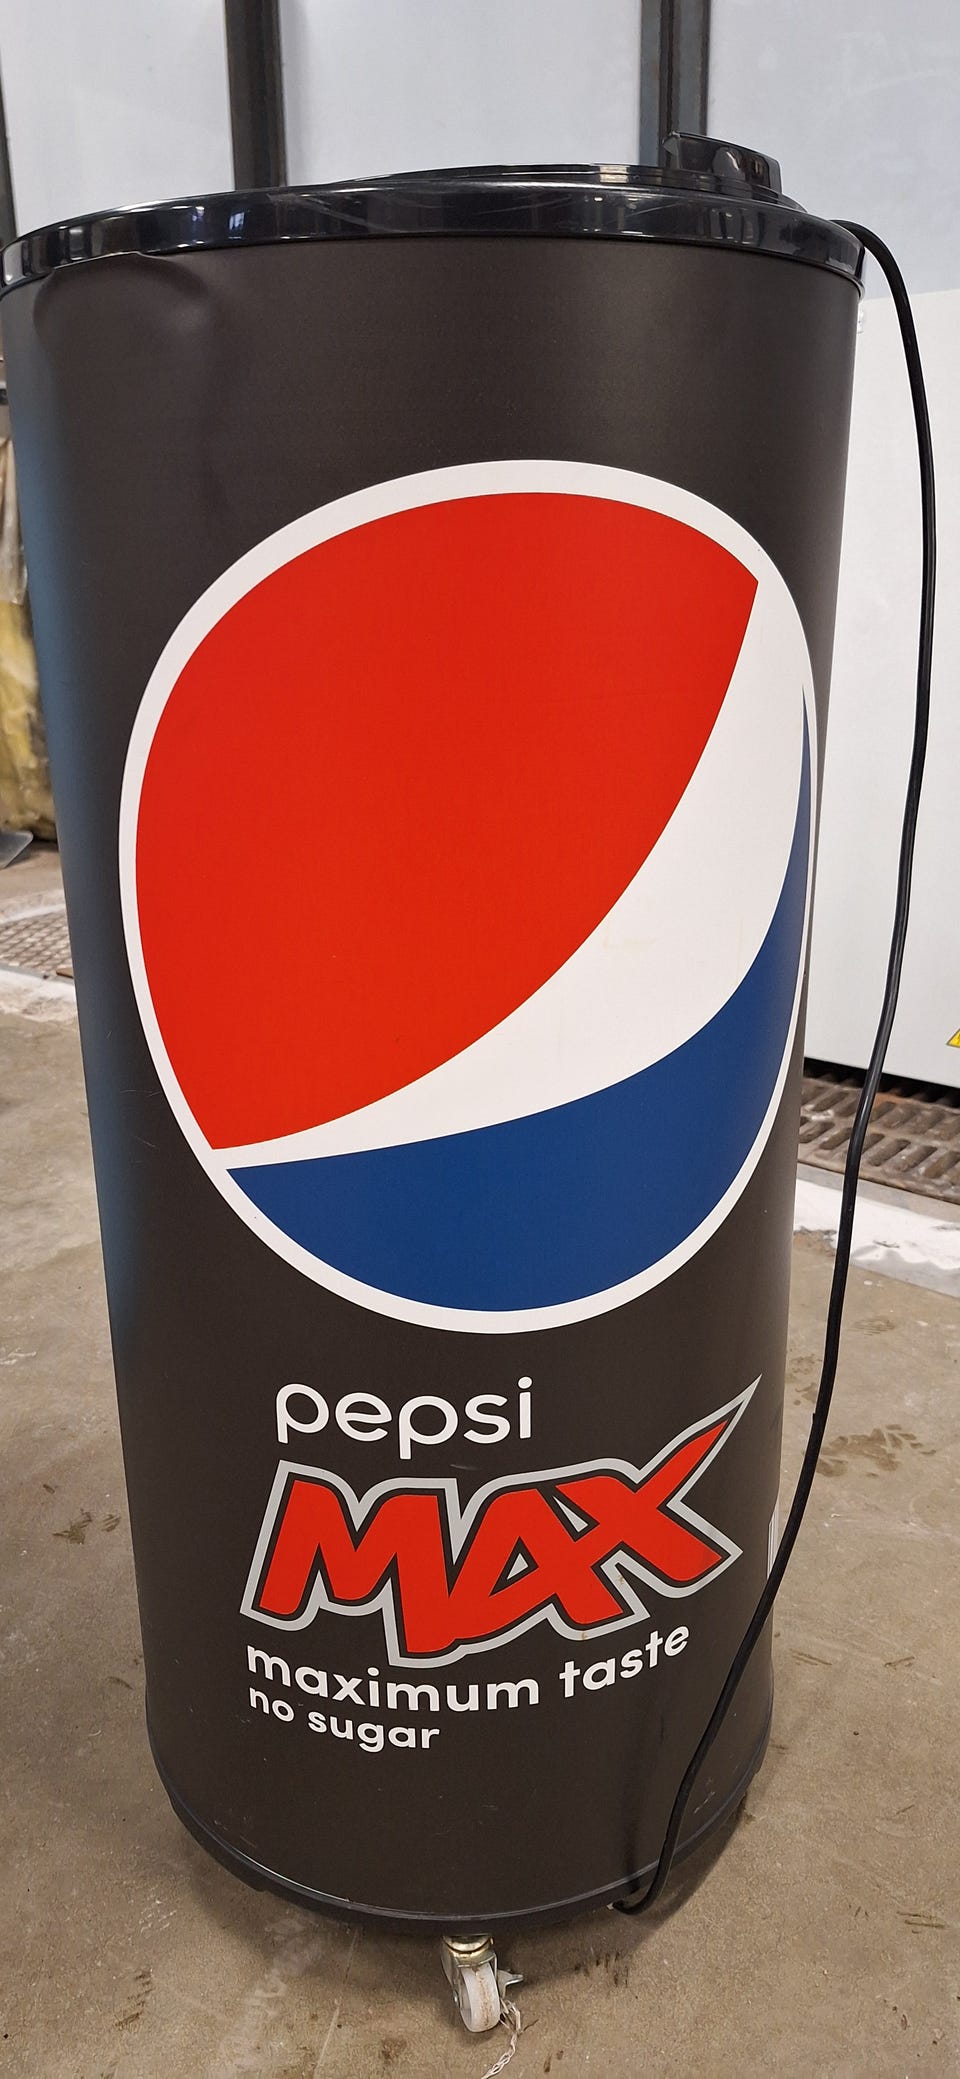 pepsi
MAX
maximum taste
no sugar